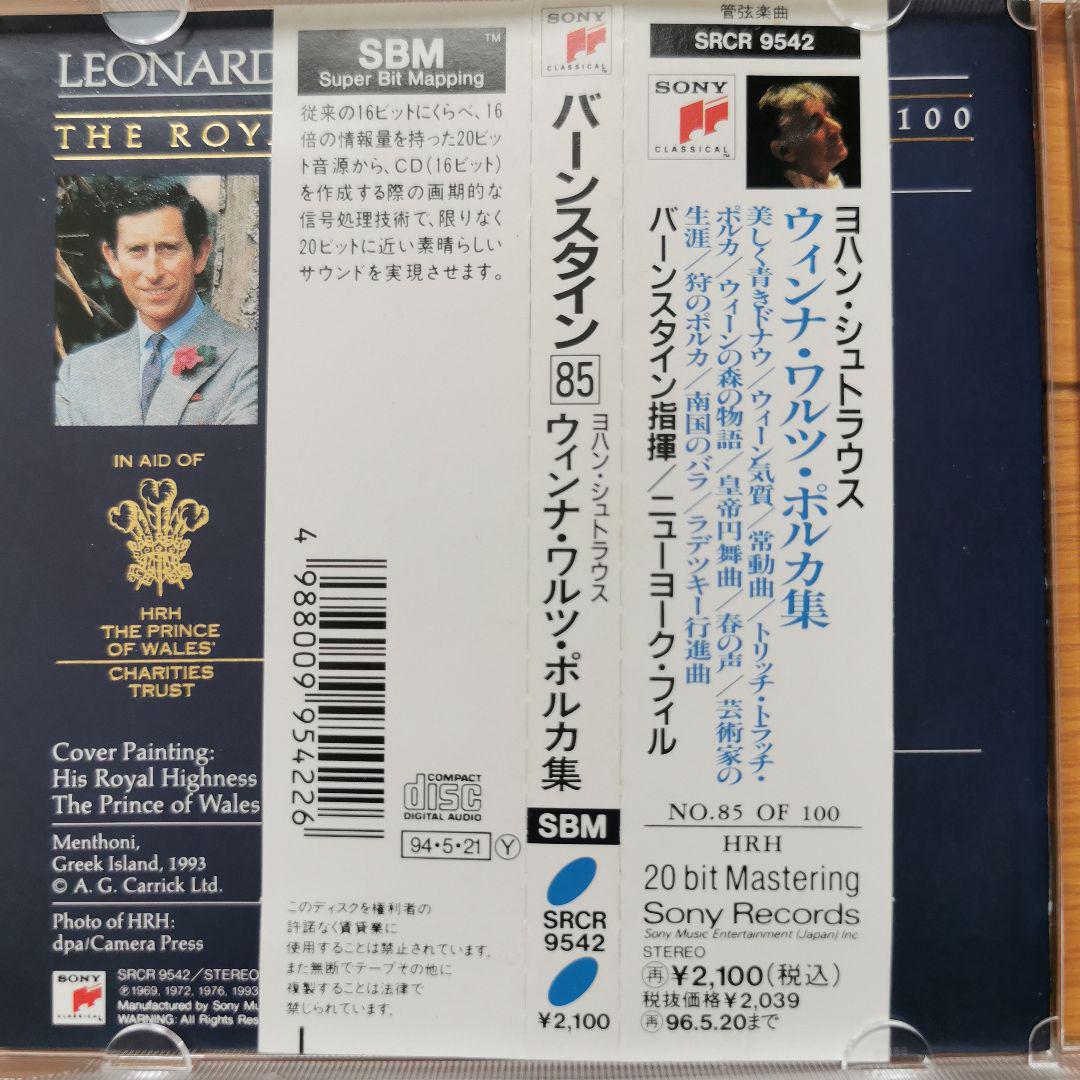 LEONARD
THE ROYA
IN AID OF
HRH
THE PRINCE
OF WALES'
CHARITIES
TRUST
Cover Painting:
His Royal Highness
The Prince of Wales
Menthoni,
Greek Island, 1993
© A. G. Carrick Ltd.
Photo of HRH:
dpa/Camera Press
SONY
CLASSICAL
SRCR 9542/STEREO
℗1969, 1972, 1976, 1993
Manufactured by Sony Mu
WARNING: All Rights Res
SBM™
Super Bit Mapping
従来の16ビットにくらべ、16
倍の情報量を持った20ビッ
ト音源から、CD(16ビット)
を作成する際の画期的な
信号処理技術で、限りなく
20ビットに近い素晴らしい
サウンドを実現させます。
4 988009 954226
COMPACT
disc
DIGITAL AUDIO
94・5・21 Ⓨ
このディスクを権利者の
許諾なく賃貸業に
使用することは禁止されています。
また無断でテープその他に
複製することは法律で
禁じられています。
SONY
CLASSICAL™
バーンスタイン 85
ヨハン・シュトラウス
ウィンナ・ワルツ・ポルカ集
SBM
SRCR
9542
¥2,100
管弦楽曲
SRCR 9542
SONY
CLASSICAL™
ヨハン・シュトラウス
ウィンナ・ワルツ・ポルカ集
美しく青きドナウ/ウィーン気質/常動曲/トリッチ・トラッチ・
ポルカ/ウィーンの森の物語/皇帝円舞曲/春の声/芸術家の
生涯/狩のポルカ/南国のバラ/ラデツキー行進曲
バーンスタイン指揮/ニューヨーク・フィル
NO.85 OF 100
HRH
20 bit Mastering
Sony Records
Sony Music Entertainment (Japan) Inc.
STEREO
㊢¥2,100(税込)
税抜価格¥2,039
㊢96.5.20まで
100